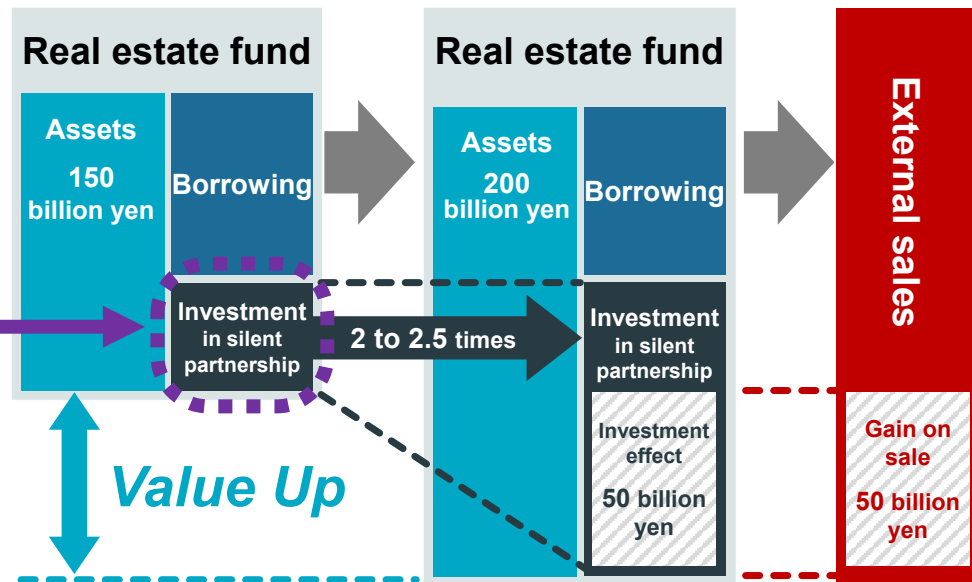 Real estate fund
Assets
150
billion yen
Borrowing
Investment
in silent
partnership
Value Up
2 to 2.5 times
Real estate fund
Assets
200
billion yen
Borrowing
Investment
in silent
partnership
Investment
effect
50 billion
yen
External sales
Gain on
sale
50 billion
yen